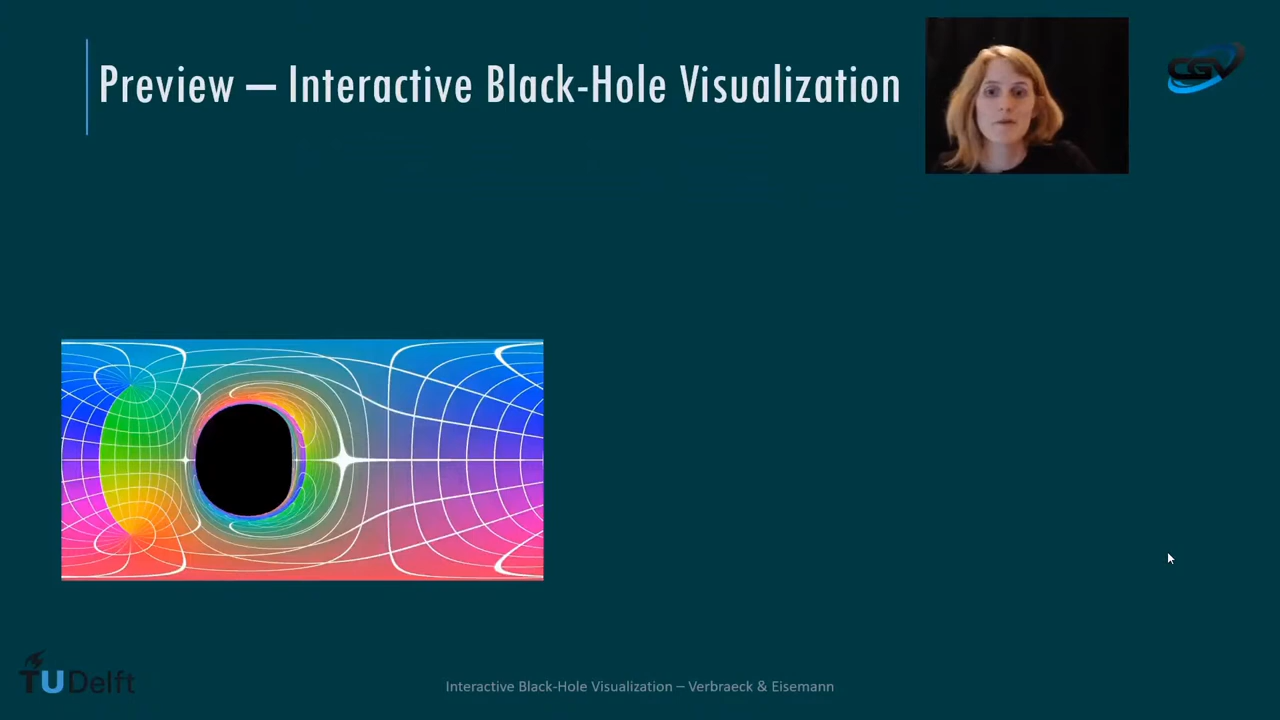 Preview – Interactive Black-Hole Visualization
CGV
TUDelft
Interactive Black-Hole Visualization – Verbraeck & Eisemann